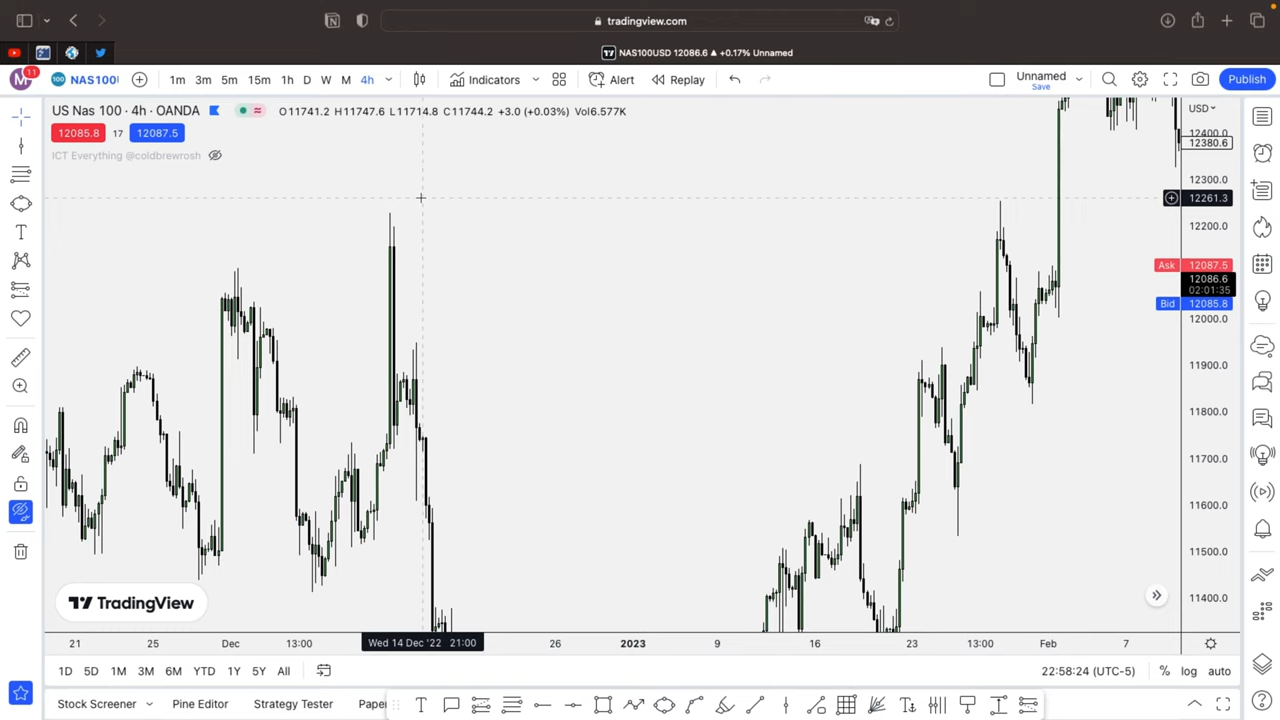 tradingview.com
NAS100USD 12086.6 ▲ +0.17% Unnamed
M 11 100 NAS100 1m 3m 5m 15m 1h D W M 4h Indicators Alert Replay Unnamed Save Publish
US Nas 100 · 4h · OANDA O11741.2 H11747.6 L11714.8 C11744.2 +3.0 (+0.03%) Vol6.577K
12085.8 17 12087.5
ICT Everything @coldbrewrosh
USD
12400.0
12380.6
12300.0
12261.3
12200.0
Ask 12087.5
12086.6
02:01:35
Bid 12085.8
12000.0
11900.0
11800.0
11700.0
11600.0
11500.0
11400.0
TradingView
21 25 Dec 13:00 Wed 14 Dec '22 21:00 26 2023 9 16 23 13:00 Feb 7
1D 5D 1M 3M 6M YTD 1Y 5Y All 22:58:24 (UTC-5) % log auto
Stock Screener Pine Editor Strategy Tester Pape